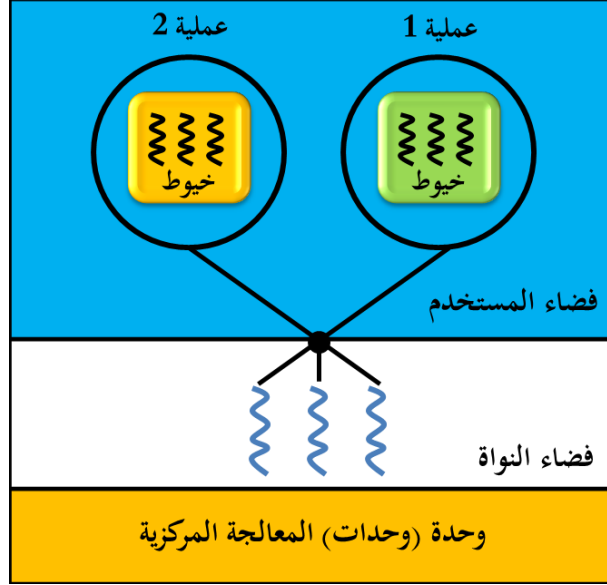 عملية 1
عملية 2
خيوط
خيوط
فضاء المستخدم
فضاء النواة
وحدة (وحدات) المعالجة المركزية